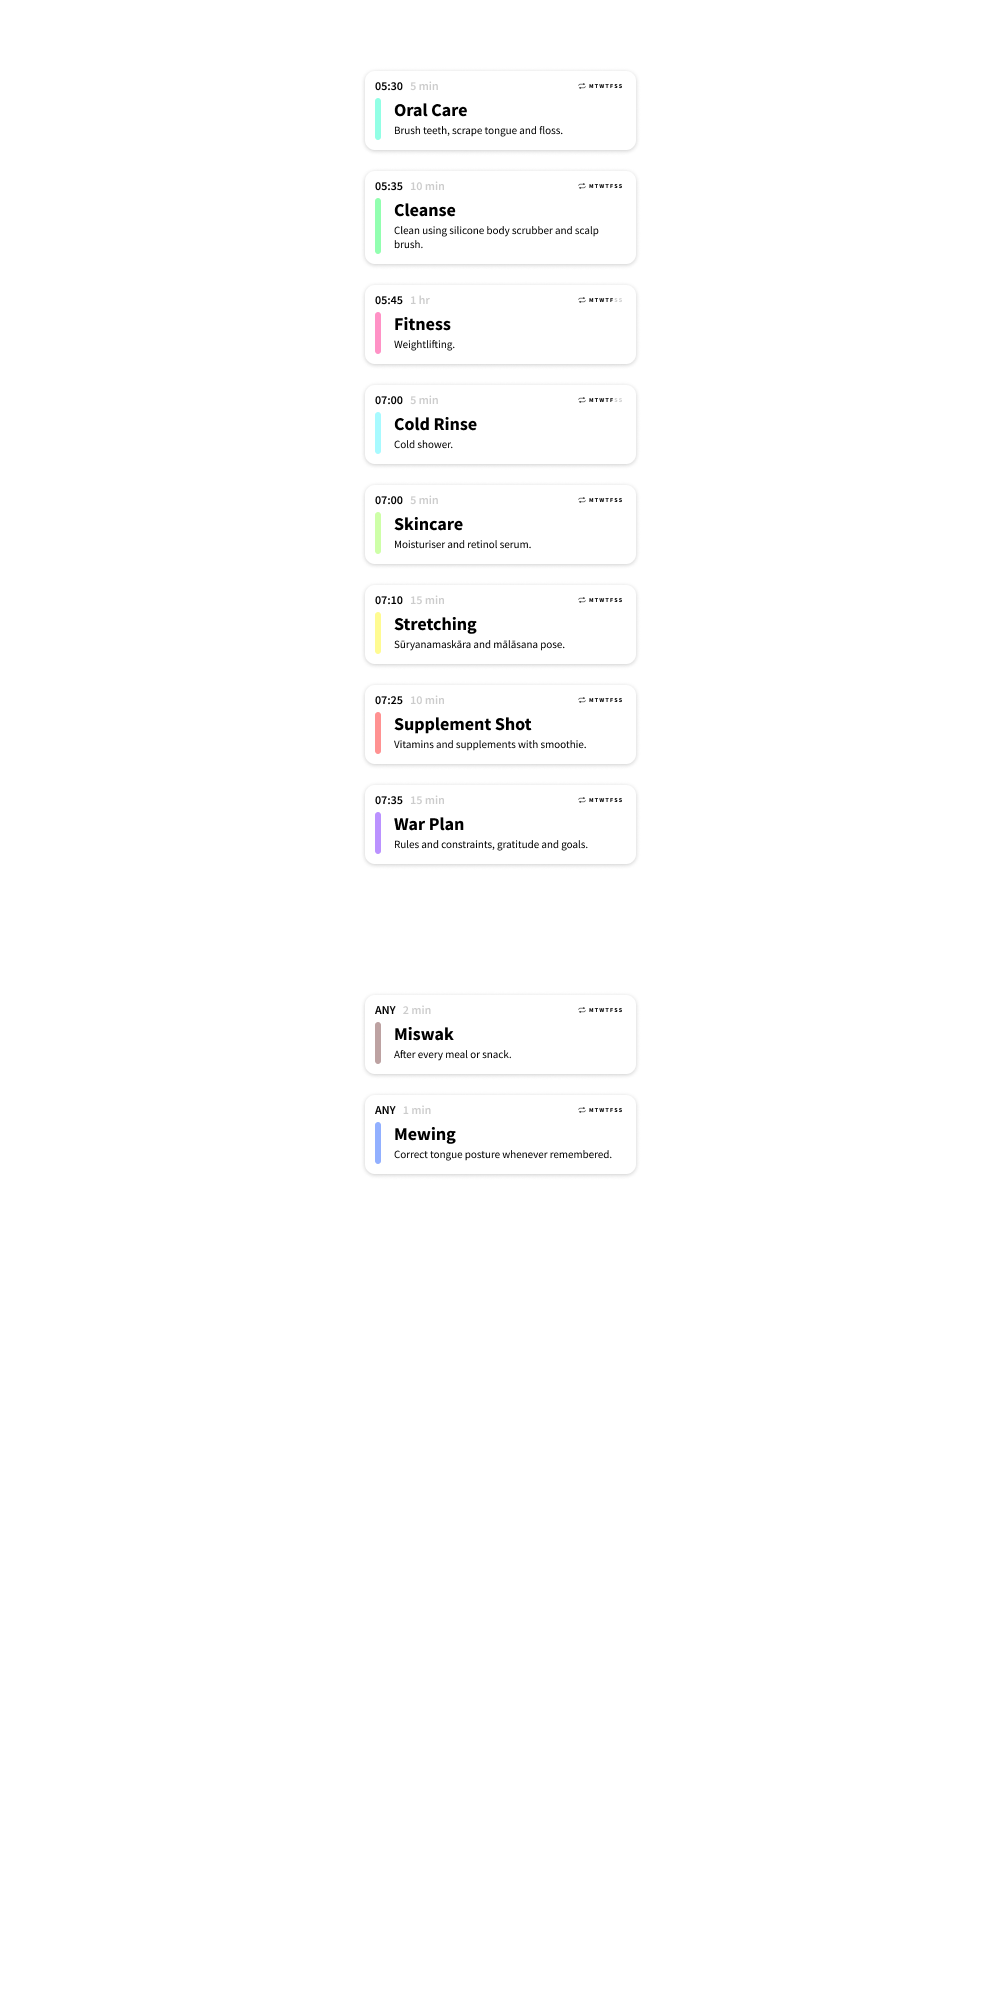 05:30 5 min MTWTFSS
Oral Care
Brush teeth, scrape tongue and floss.
05:35 10 min MTWTFSS
Cleanse
Clean using silicone body scrubber and scalp
brush.
05:45 1 hr MTWTFSS
Fitness
Weightlifting.
07:00 5 min MTWTFSS
Cold Rinse
Cold shower.
07:00 5 min MTWTFSS
Skincare
Moisturiser and retinol serum.
07:10 15 min MTWTFSS
Stretching
Sūryanamaskāra and mālāsana pose.
07:25 10 min MTWTFSS
Supplement Shot
Vitamins and supplements with smoothie.
07:35 15 min MTWTFSS
War Plan
Rules and constraints, gratitude and goals.
ANY 2 min MTWTFSS
Miswak
After every meal or snack.
ANY 1 min MTWTFSS
Mewing
Correct tongue posture whenever remembered.